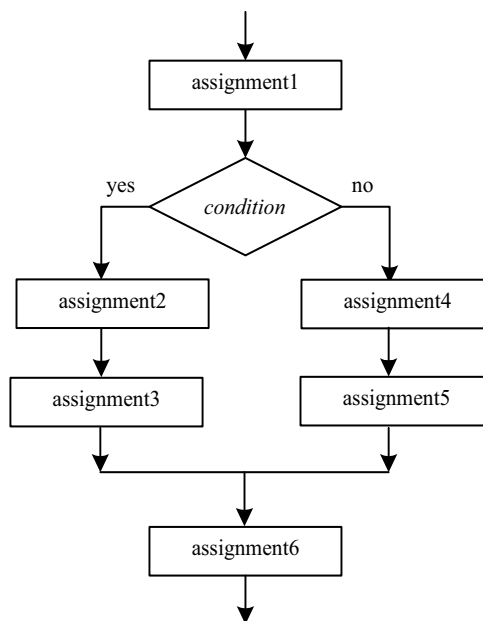 assignment1
yes
no
condition
assignment2
assignment4
assignment3
assignment5
assignment6